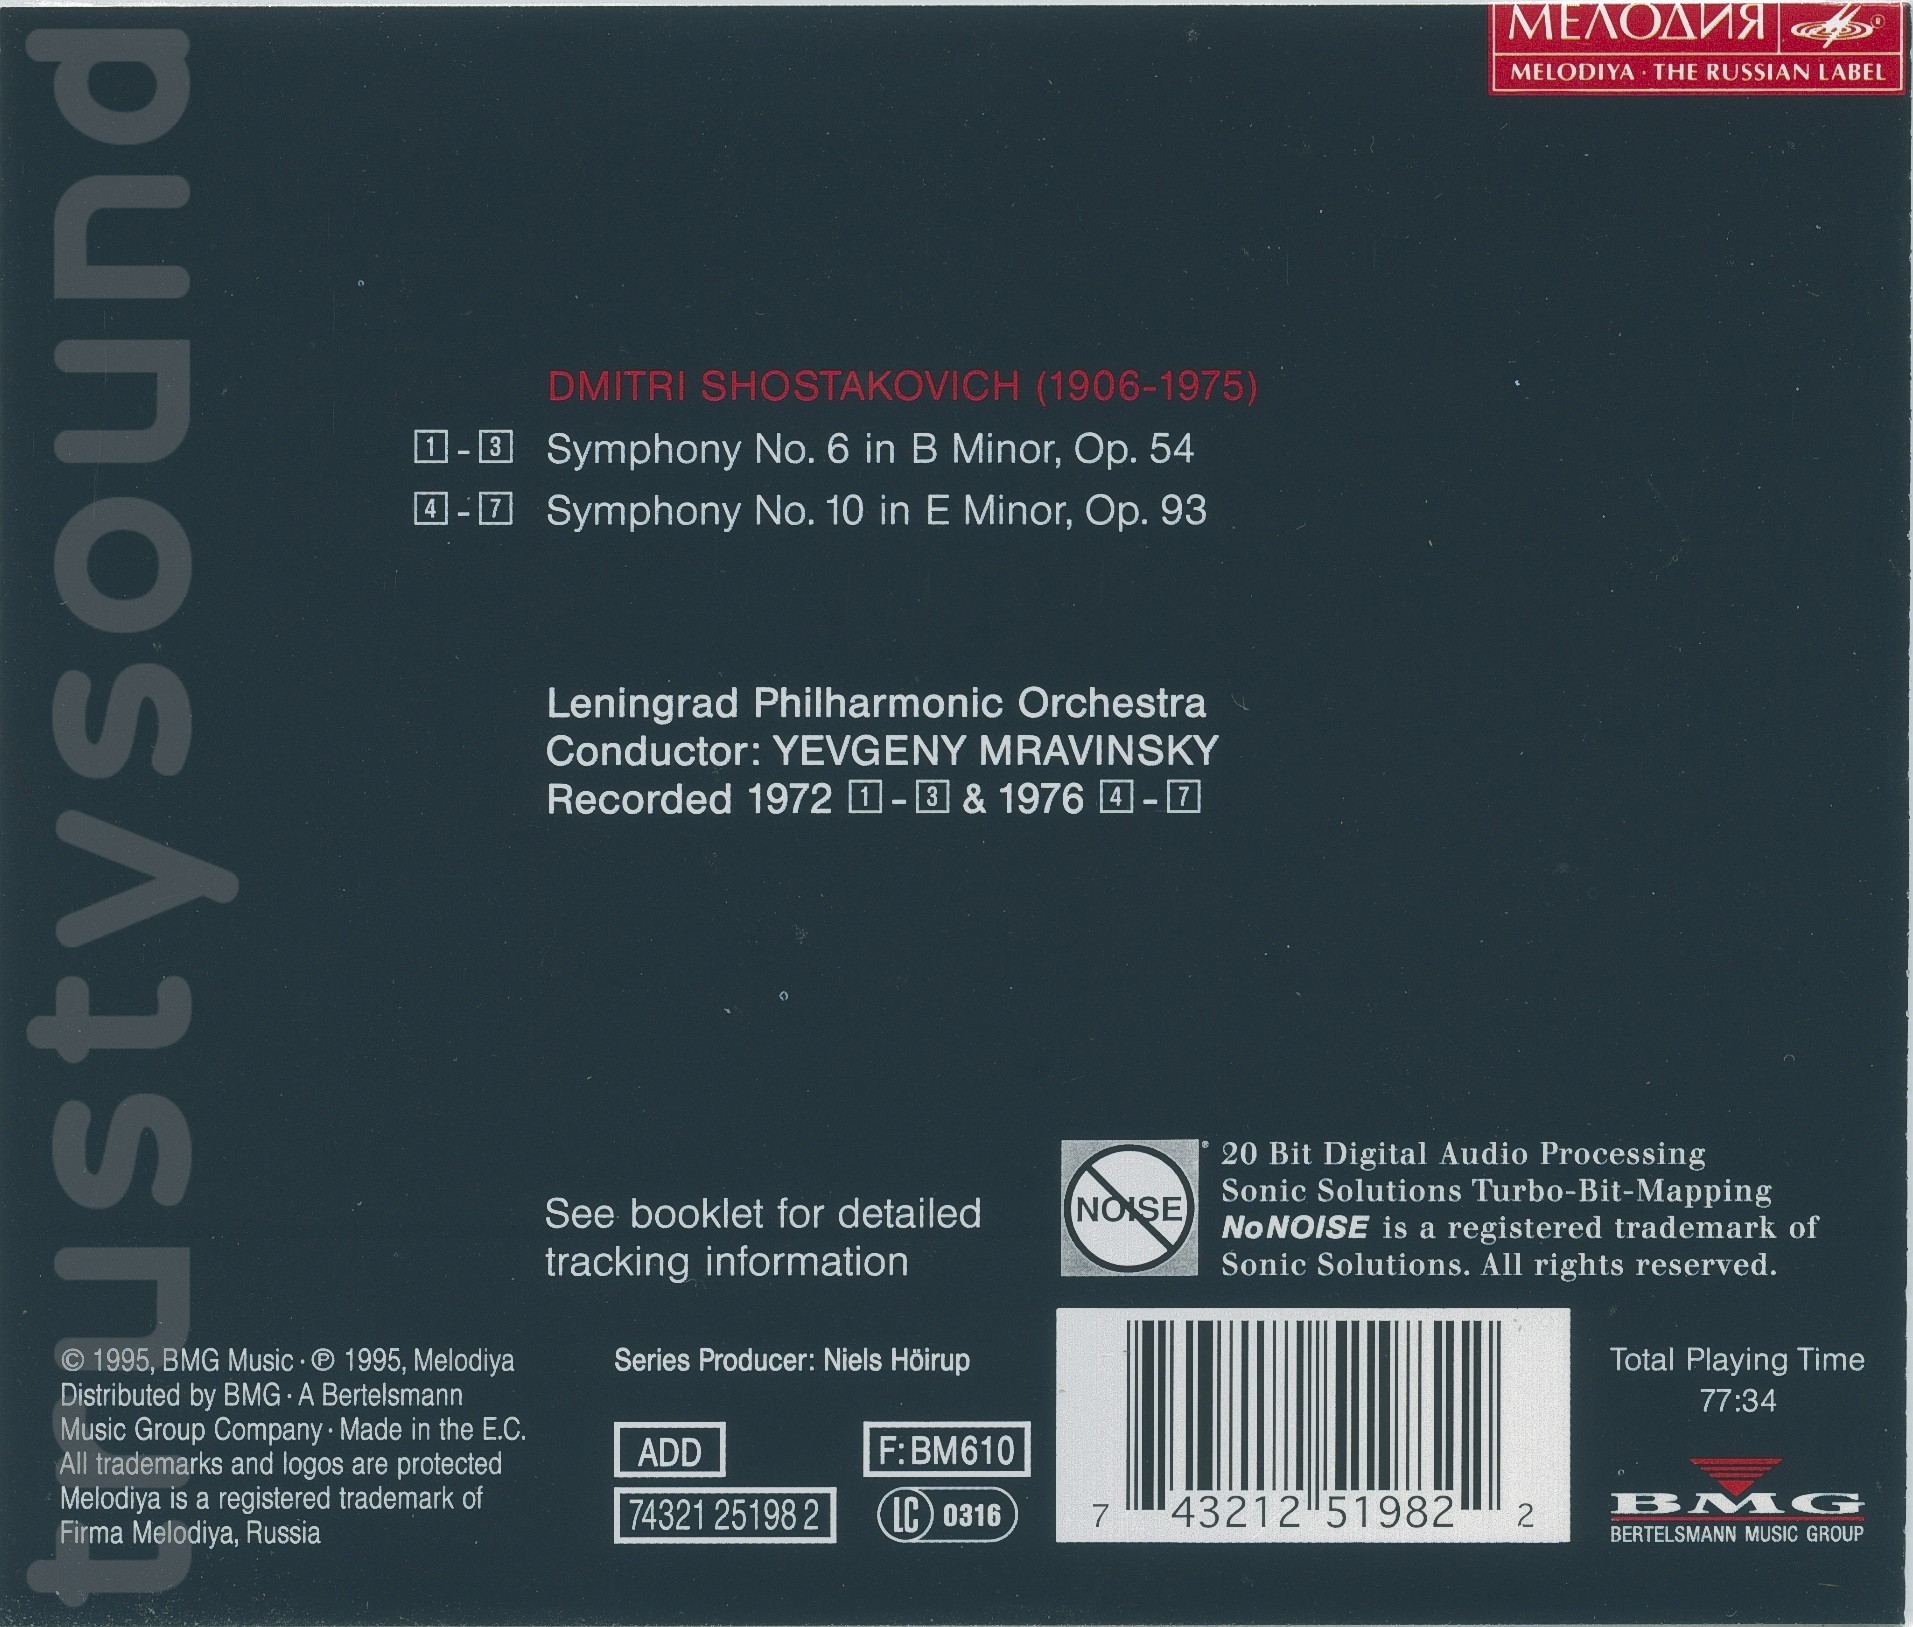 МЕЛОДИЯ
MELODIYA · THE RUSSIAN LABEL
DMITRI SHOSTAKOVICH (1906-1975)
1 - 3 Symphony No. 6 in B Minor, Op. 54
4 - 7 Symphony No. 10 in E Minor, Op. 93
Leningrad Philharmonic Orchestra
Conductor: YEVGENY MRAVINSKY
Recorded 1972 1 - 3 & 1976 4 - 7
See booklet for detailed
tracking information
NOISE
20 Bit Digital Audio Processing
Sonic Solutions Turbo-Bit-Mapping
NoNOISE is a registered trademark of
Sonic Solutions. All rights reserved.
© 1995, BMG Music · ℗ 1995, Melodiya
Distributed by BMG · A Bertelsmann
Music Group Company · Made in the E.C.
All trademarks and logos are protected
Melodiya is a registered trademark of
Firma Melodiya, Russia
Series Producer: Niels Höirup
ADD
F: BM610
74321 25198 2
LC 0316
7 43212 51982 2
Total Playing Time
77:34
BMG
BERTELSMANN MUSIC GROUP
trustysound